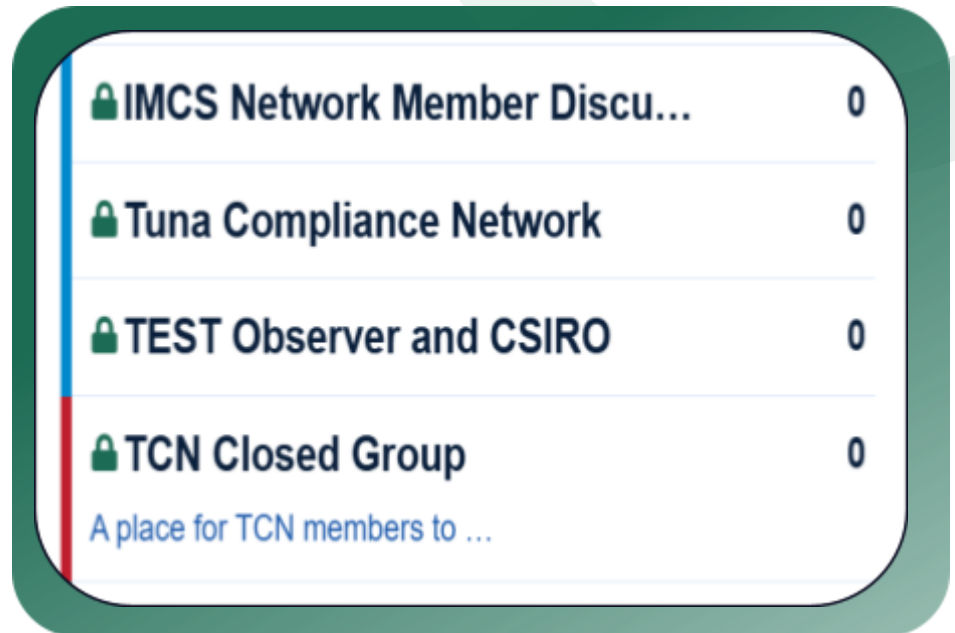 IMCS Network Member Discu... 0
Tuna Compliance Network 0
TEST Observer and CSIRO 0
TCN Closed Group 0
A place for TCN members to ...